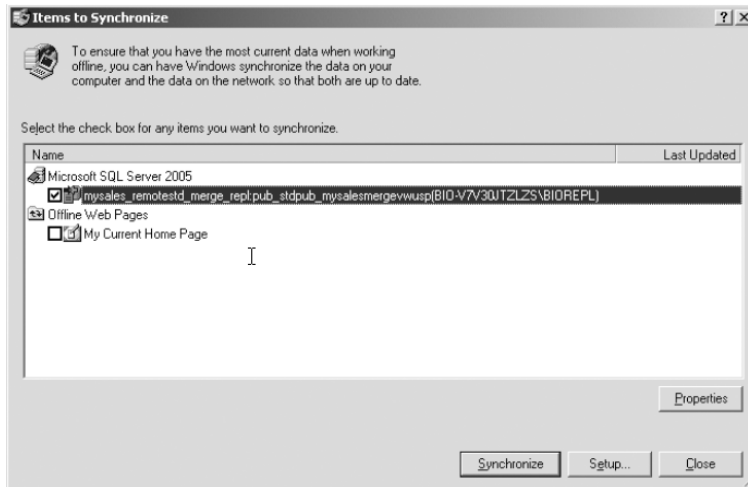 Items to Synchronize
To ensure that you have the most current data when working
offline, you can have Windows synchronize the data on your
computer and the data on the network so that both are up to date.
Select the check box for any items you want to synchronize.
Name Last Updated
Microsoft SQL Server 2005
mysales_remotestd_merge_repl:pub_stdpub_mysalesmergevwusp(BIO-V7V30JTZLZS\BIOREPL)
Offline Web Pages
My Current Home Page
Properties
Synchronize Setup... Close